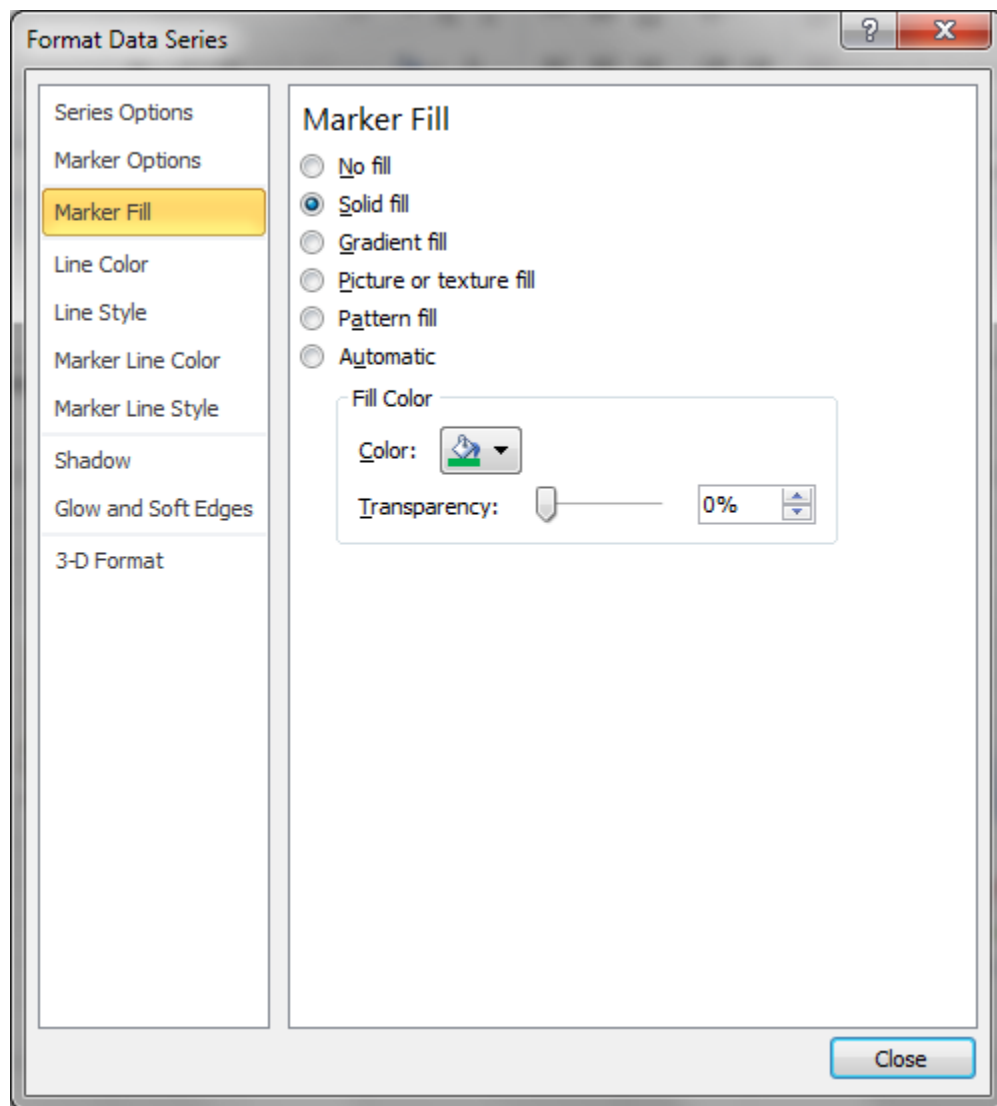 Format Data Series
Series Options
Marker Options
Marker Fill
Line Color
Line Style
Marker Line Color
Marker Line Style
Shadow
Glow and Soft Edges
3-D Format
Marker Fill
No fill
Solid fill
Gradient fill
Picture or texture fill
Pattern fill
Automatic
Fill Color
Color:
Transparency: 0%
Close